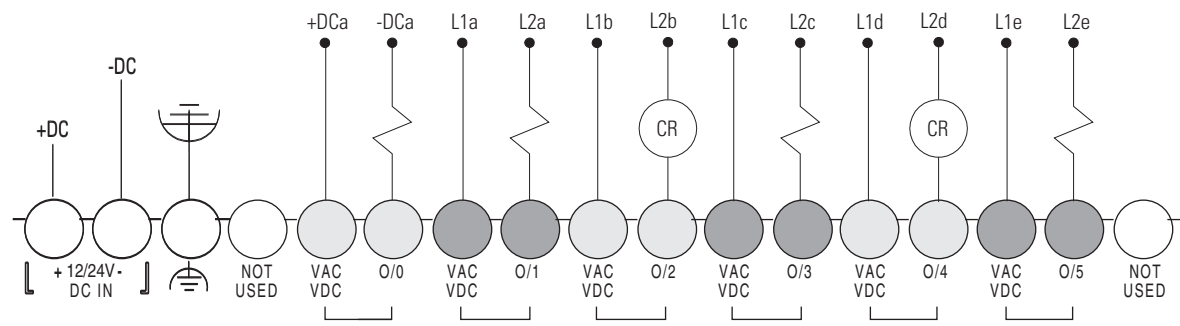 +DCa -DCa L1a L2a L1b L2b L1c L2c L1d L2d L1e L2e
-DC
+DC
CR CR
+ 12/24V - NOT VAC O/0 VAC O/1 VAC O/2 VAC O/3 VAC O/4 VAC O/5 NOT
DC IN USED VDC VDC VDC VDC VDC VDC USED